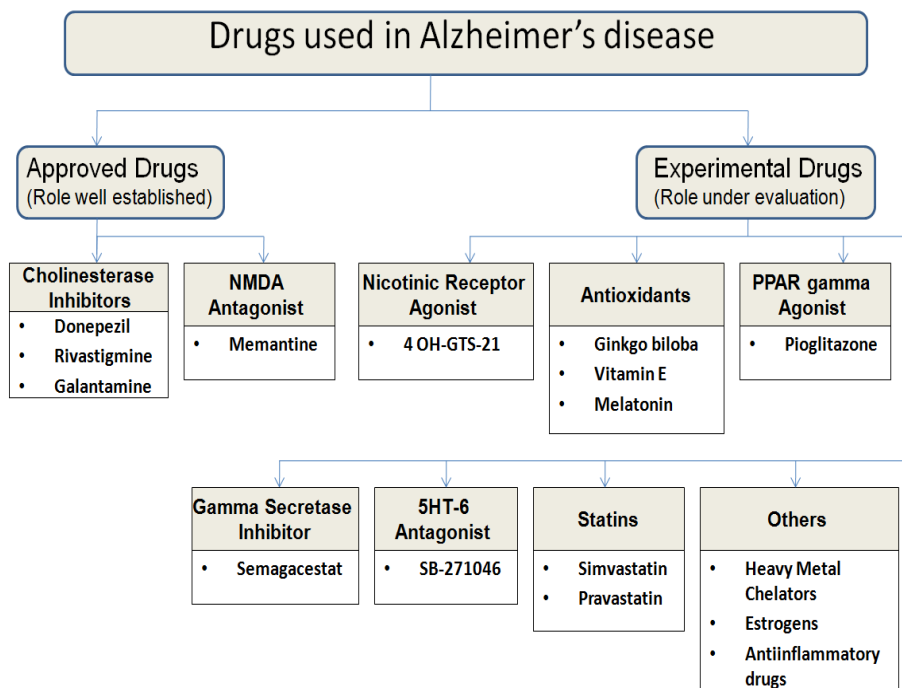 Drugs used in Alzheimer's disease
Approved Drugs
(Role well established)
Experimental Drugs
(Role under evaluation)
Cholinesterase
Inhibitors
• Donepezil
• Rivastigmine
• Galantamine
NMDA
Antagonist
• Memantine
Nicotinic Receptor
Agonist
• 4 OH-GTS-21
Antioxidants
• Ginkgo biloba
• Vitamin E
• Melatonin
PPAR gamma
Agonist
• Pioglitazone
Gamma Secretase
Inhibitor
• Semagacestat
5HT-6
Antagonist
• SB-271046
Statins
• Simvastatin
• Pravastatin
Others
• Heavy Metal
Chelators
• Estrogens
• Antiinflammatory
drugs